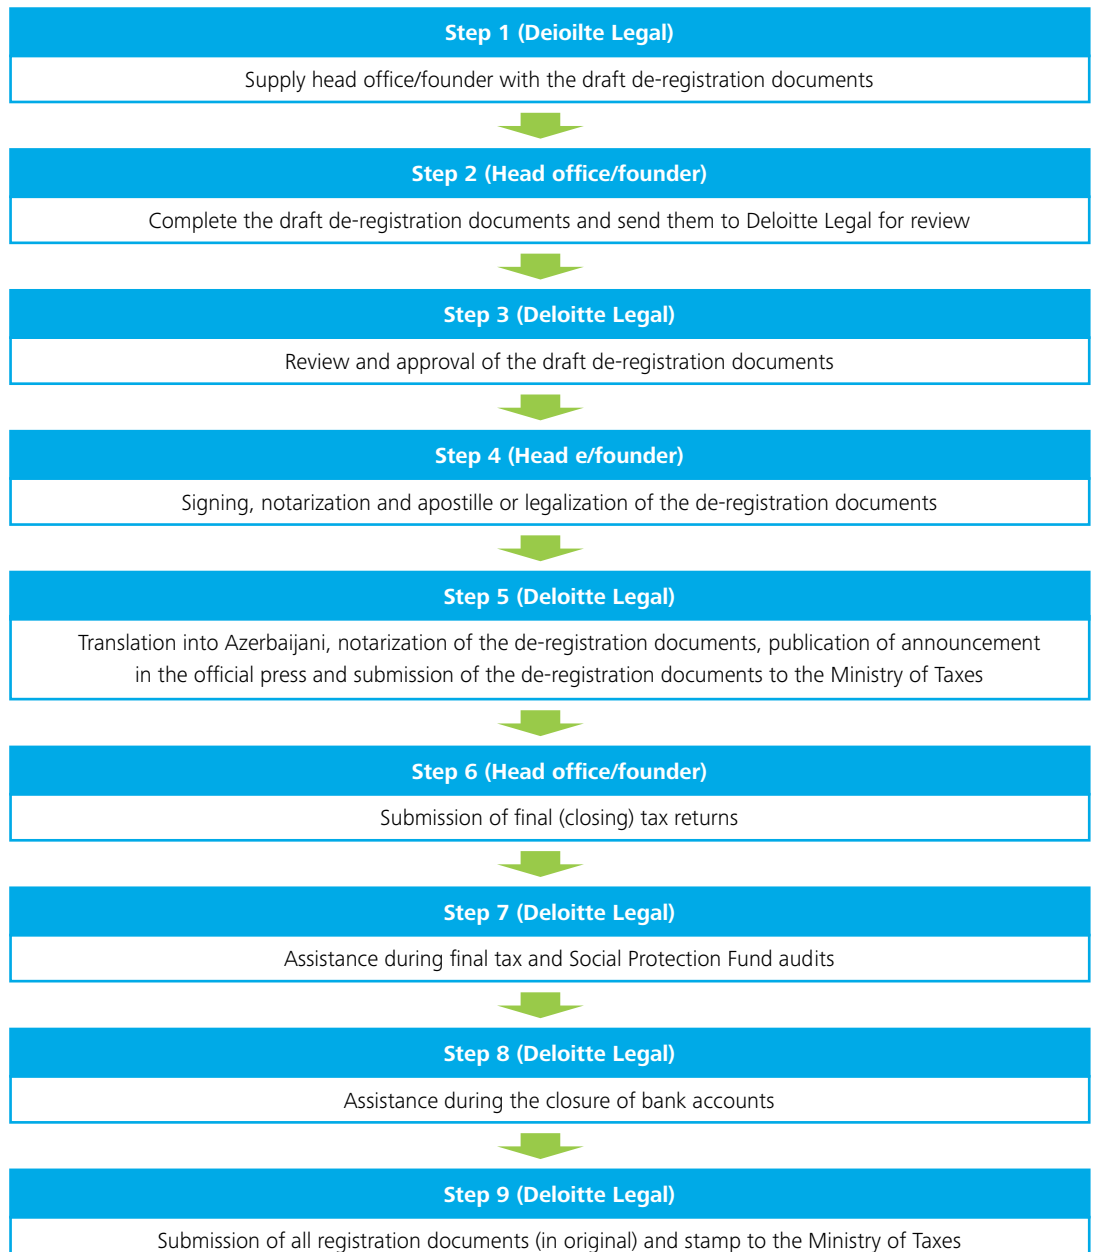 Step 1 (Deioilte Legal)
Supply head office/founder with the draft de-registration documents
Step 2 (Head office/founder)
Complete the draft de-registration documents and send them to Deloitte Legal for review
Step 3 (Deloitte Legal)
Review and approval of the draft de-registration documents
Step 4 (Head e/founder)
Signing, notarization and apostille or legalization of the de-registration documents
Step 5 (Deloitte Legal)
Translation into Azerbaijani, notarization of the de-registration documents, publication of announcement
in the official press and submission of the de-registration documents to the Ministry of Taxes
Step 6 (Head office/founder)
Submission of final (closing) tax returns
Step 7 (Deloitte Legal)
Assistance during final tax and Social Protection Fund audits
Step 8 (Deloitte Legal)
Assistance during the closure of bank accounts
Step 9 (Deloitte Legal)
Submission of all registration documents (in original) and stamp to the Ministry of Taxes